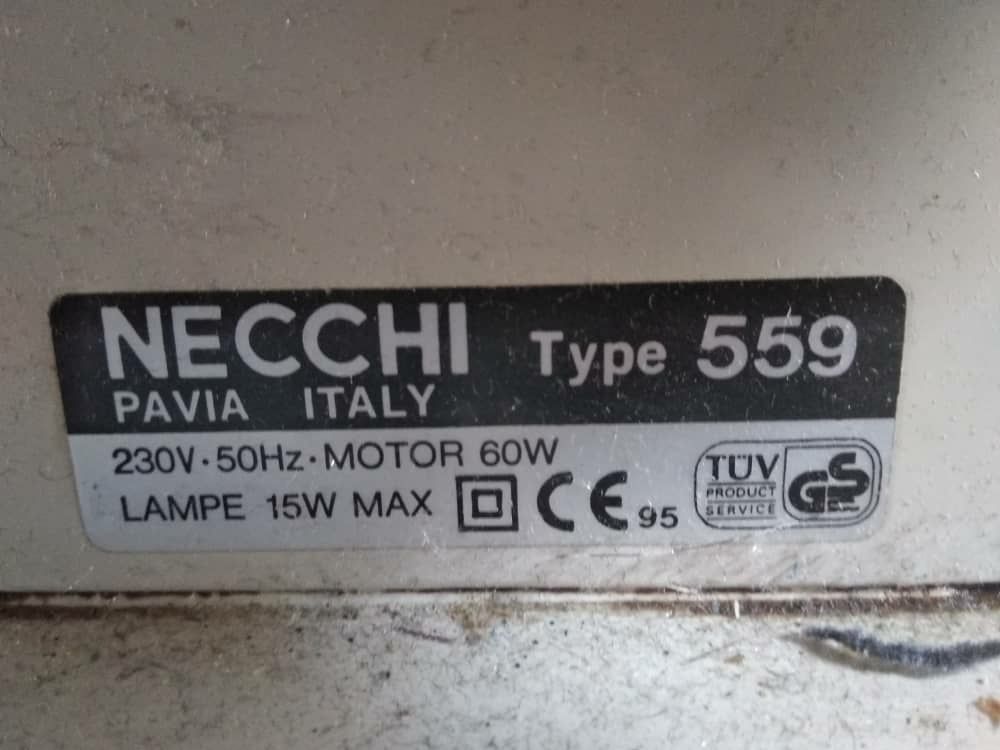 NECCHI Type 559
PAVIA ITALY
230V·50Hz·MOTOR 60W
LAMPE 15W MAX CE 95
TÜV
PRODUCT
SERVICE
GS